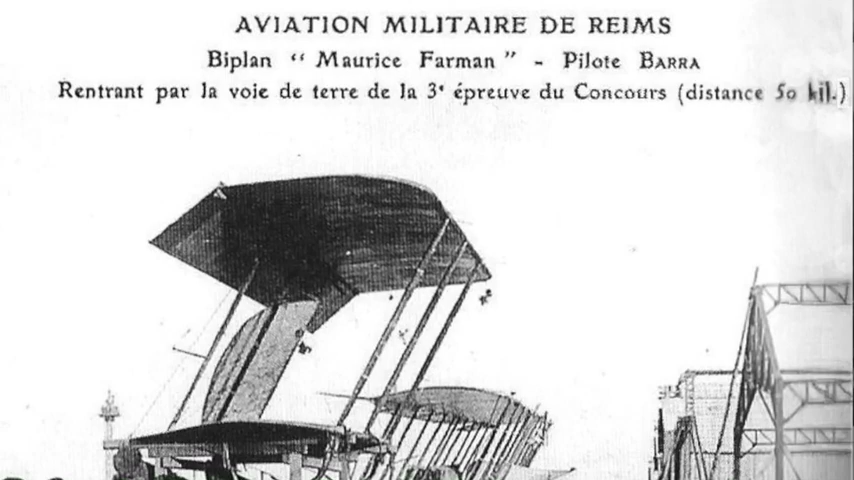 AVIATION MILITAIRE DE REIMS
Biplan “ Maurice Farman ” - Pilote BARRA
Rentrant par la voie de terre de la 3e épreuve du Concours (distance 50 kil.)